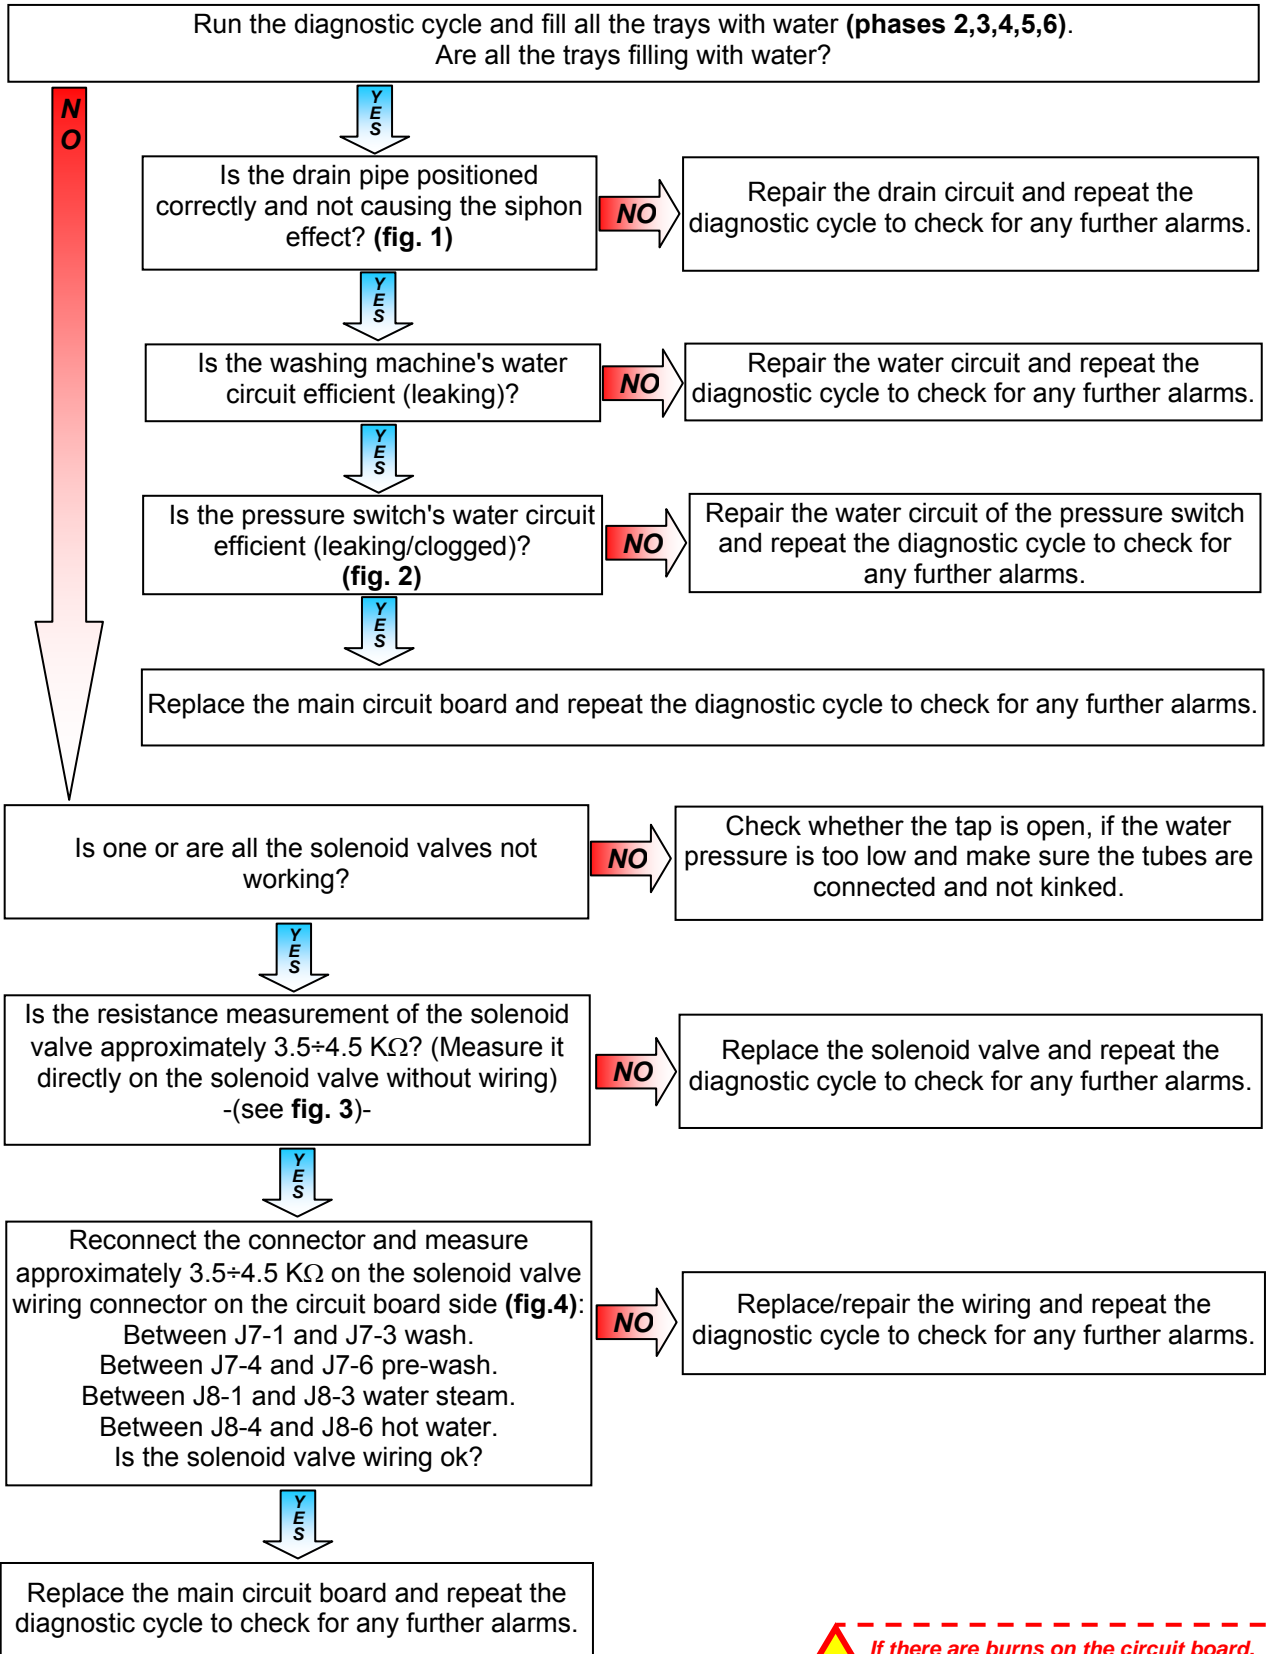 Run the diagnostic cycle and fill all the trays with water (phases 2,3,4,5,6).
Are all the trays filling with water?
N
O
Y
E
S
Is the drain pipe positioned
correctly and not causing the siphon
effect? (fig. 1)
NO
Repair the drain circuit and repeat the
diagnostic cycle to check for any further alarms.
Y
E
S
Is the washing machine's water
circuit efficient (leaking)?
NO
Repair the water circuit and repeat the
diagnostic cycle to check for any further alarms.
Y
E
S
Is the pressure switch's water circuit
efficient (leaking/clogged)?
(fig. 2)
NO
Repair the water circuit of the pressure switch
and repeat the diagnostic cycle to check for
any further alarms.
Y
E
S
Replace the main circuit board and repeat the diagnostic cycle to check for any further alarms.
Is one or are all the solenoid valves not
working?
NO
Check whether the tap is open, if the water
pressure is too low and make sure the tubes are
connected and not kinked.
Y
E
S
Is the resistance measurement of the solenoid
valve approximately 3.5÷4.5 KΩ? (Measure it
directly on the solenoid valve without wiring)
-(see fig. 3)-
NO
Replace the solenoid valve and repeat the
diagnostic cycle to check for any further alarms.
Y
E
S
Reconnect the connector and measure
approximately 3.5÷4.5 KΩ on the solenoid valve
wiring connector on the circuit board side (fig.4):
Between J7-1 and J7-3 wash.
Between J7-4 and J7-6 pre-wash.
Between J8-1 and J8-3 water steam.
Between J8-4 and J8-6 hot water.
Is the solenoid valve wiring ok?
NO
Replace/repair the wiring and repeat the
diagnostic cycle to check for any further alarms.
Y
E
S
Replace the main circuit board and repeat the
diagnostic cycle to check for any further alarms.
If there are burns on the circuit board,